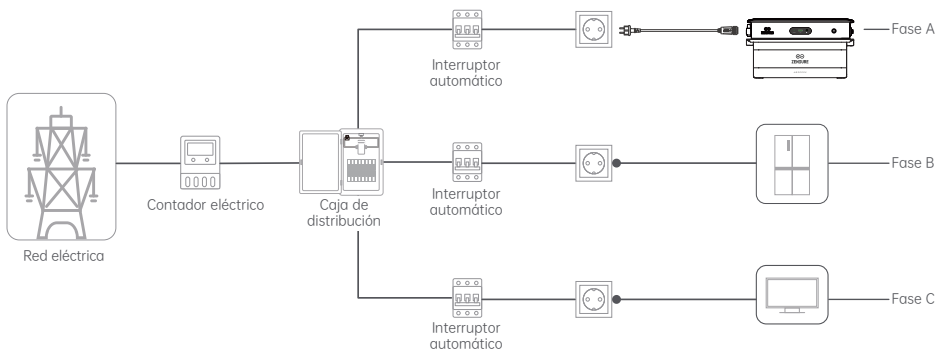 Fase A
Interruptor
automático
ZENDURE
Fase B
Contador eléctrico
Caja de
distribución
Interruptor
automático
Red eléctrica
Fase C
Interruptor
automático